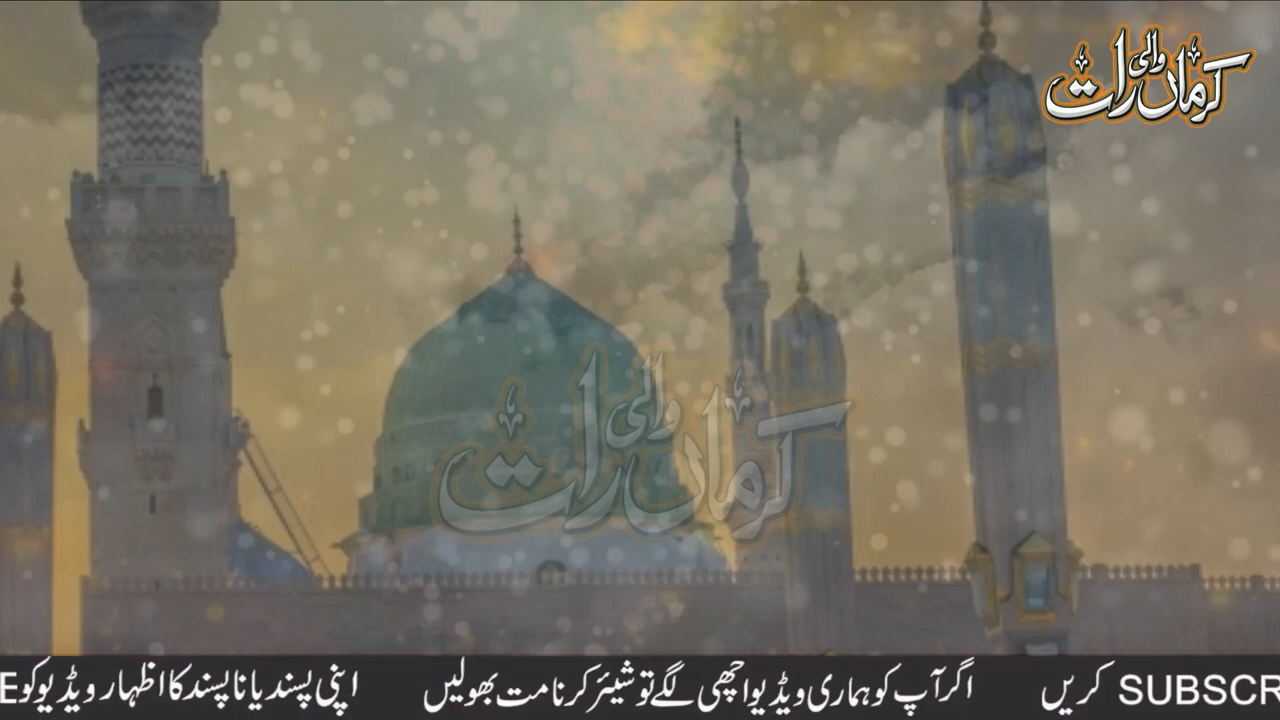 کرماں والی رات
کرماں والی رات
SUBSCR کریں اگر آپ کو ہماری ویڈیو اچھی لگے تو شیئر کرنا مت بھولیں اپنی پسند یا ناپسند کا اظہار ویڈیو کو E